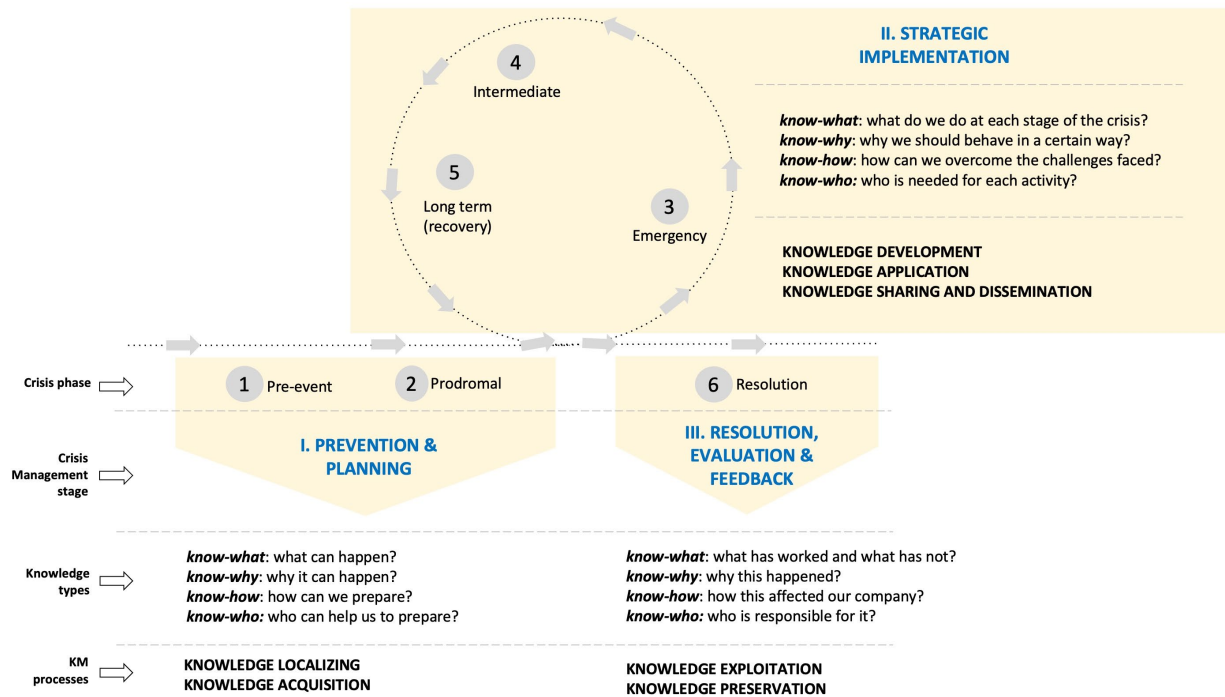 II. STRATEGIC
IMPLEMENTATION
4
Intermediate
know-what: what do we do at each stage of the crisis?
know-why: why we should behave in a certain way?
know-how: how can we overcome the challenges faced?
know-who: who is needed for each activity?
5
Long term
(recovery)
3
Emergency
KNOWLEDGE DEVELOPMENT
KNOWLEDGE APPLICATION
KNOWLEDGE SHARING AND DISSEMINATION
Crisis phase
1 Pre-event
2 Prodromal
6 Resolution
Crisis
Management
stage
I. PREVENTION &
PLANNING
III. RESOLUTION,
EVALUATION &
FEEDBACK
Knowledge
types
know-what: what can happen?
know-why: why it can happen?
know-how: how can we prepare?
know-who: who can help us to prepare?
know-what: what has worked and what has not?
know-why: why this happened?
know-how: how this affected our company?
know-who: who is responsible for it?
KM
processes
KNOWLEDGE LOCALIZING
KNOWLEDGE ACQUISITION
KNOWLEDGE EXPLOITATION
KNOWLEDGE PRESERVATION